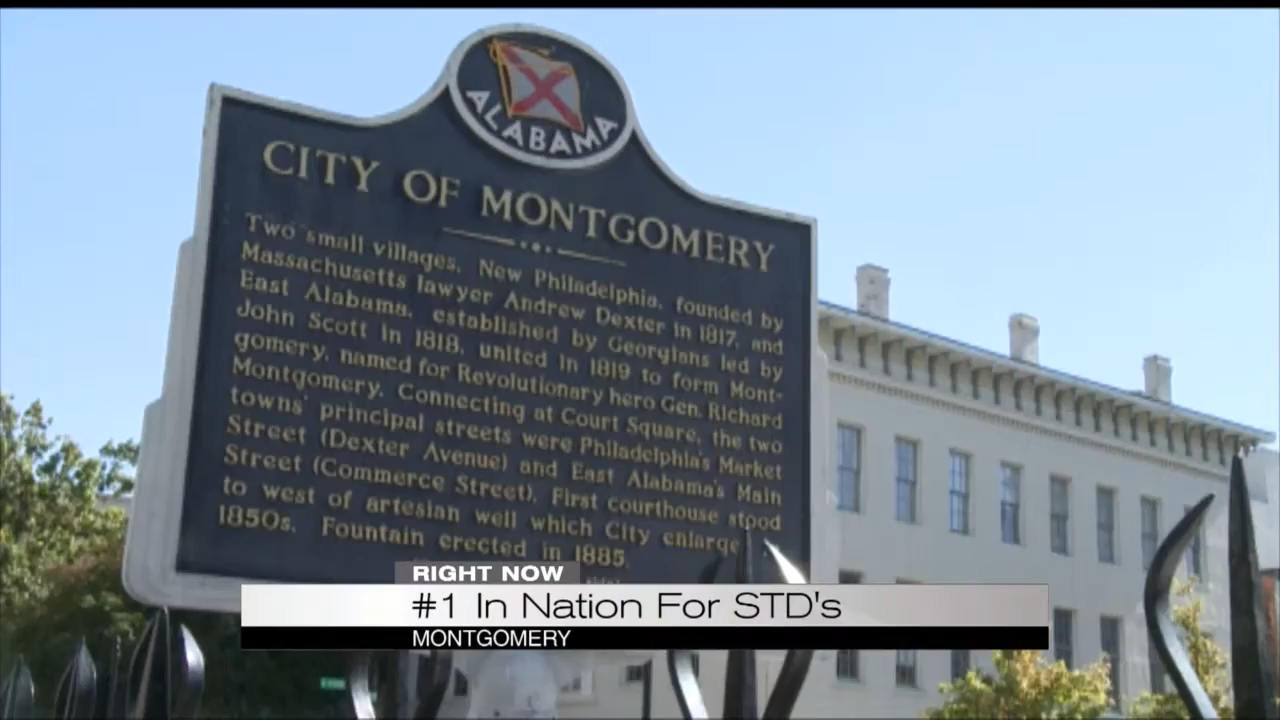 ALABAMA
CITY OF MONTGOMERY
Two small villages, New Philadelphia, founded by
Massachusetts lawyer Andrew Dexter in 1817, and
East Alabama, established by Georgians led by
John Scott in 1818, united in 1819 to form Mont-
gomery, named for Revolutionary hero Gen. Richard
Montgomery. Connecting at Court Square, the two
towns' principal streets were Philadelphia's Market
Street (Dexter Avenue) and East Alabama's Main
Street (Commerce Street). First courthouse stood
to west of artesian well which City enlarge
1850s. Fountain erected in 1885.
RIGHT NOW
#1 In Nation For STD's
MONTGOMERY